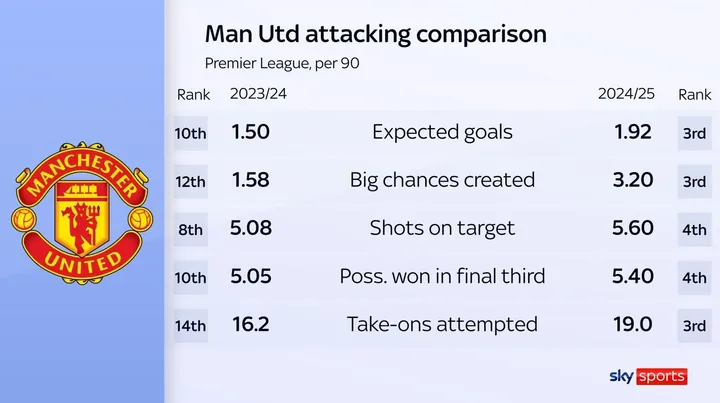 Man Utd attacking comparison
Premier League, per 90
Rank 2023/24 2024/25 Rank
10th 1.50 Expected goals 1.92 3rd
12th 1.58 Big chances created 3.20 3rd
8th 5.08 Shots on target 5.60 4th
10th 5.05 Poss. won in final third 5.40 4th
14th 16.2 Take-ons attempted 19.0 3rd
MANCHESTER
UNITED
sky sports